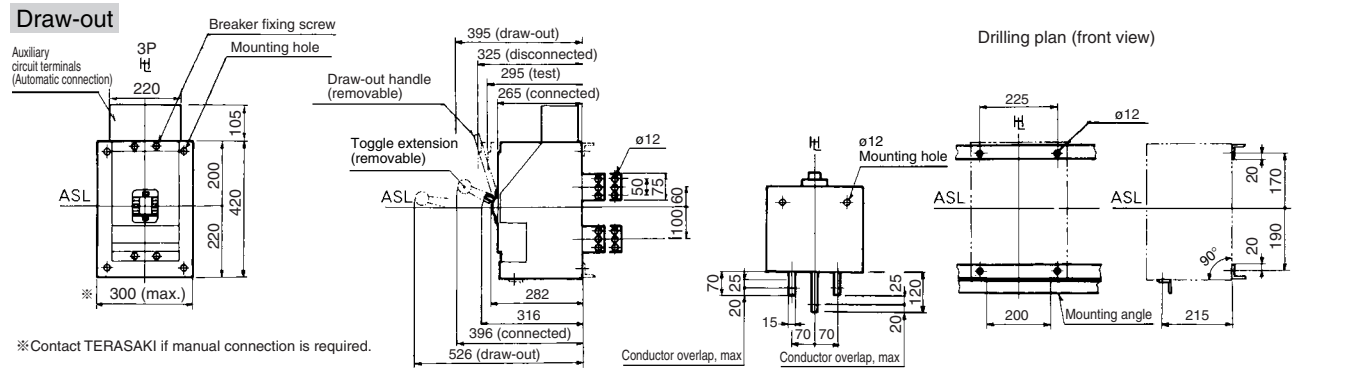 Draw-out
Breaker fixing screw
Mounting hole
Auxiliary
circuit terminals
(Automatic connection)
3P
HL
220
105
200
420
220
ASL
※ 300 (max.)
※Contact TERASAKI if manual connection is required.
395 (draw-out)
325 (disconnected)
295 (test)
265 (connected)
Draw-out handle
(removable)
Toggle extension
(removable)
ASL
ø12
50
75
60
100
282
316
396 (connected)
526 (draw-out)
HL
ø12
Mounting hole
70
25
20
15
70
70
25
120
20
Conductor overlap, max
Conductor overlap, max
Drilling plan (front view)
225
HL
ø12
ASL
200
Mounting angle
ASL
20
170
190
20
90°
215